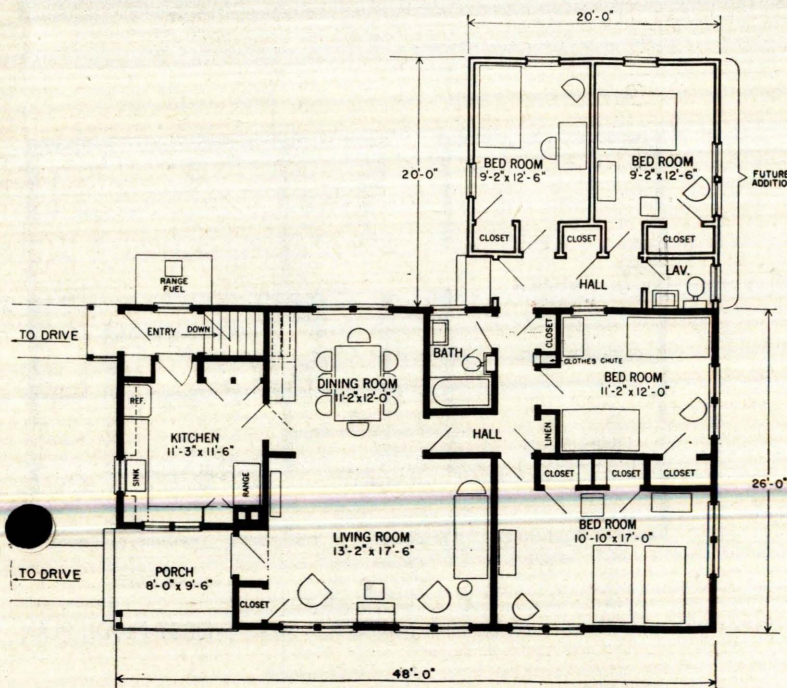 20'-0"
20'-0"
BED ROOM
9'-2" x 12'-6"
BED ROOM
9'-2" x 12'-6"
FUTURE
ADDITIO
CLOSET
CLOSET
CLOSET
HALL
LAV.
RANGE
FUEL
TO DRIVE
ENTRY
DOWN
BATH
CLOSET
CLOTHES CHUTE
BED ROOM
11'-2" x 12'-0"
DINING ROOM
11'-2" x 12'-0"
REF.
KITCHEN
11'-3" x 11'-6"
SINK
RANGE
HALL
LINEN
CLOSET
CLOSET
CLOSET
26'-0"
BED ROOM
10'-10" x 17'-0"
LIVING ROOM
13'-2" x 17'-6"
TO DRIVE
PORCH
8'-0" x 9'-6"
CLOSET
48'-0"